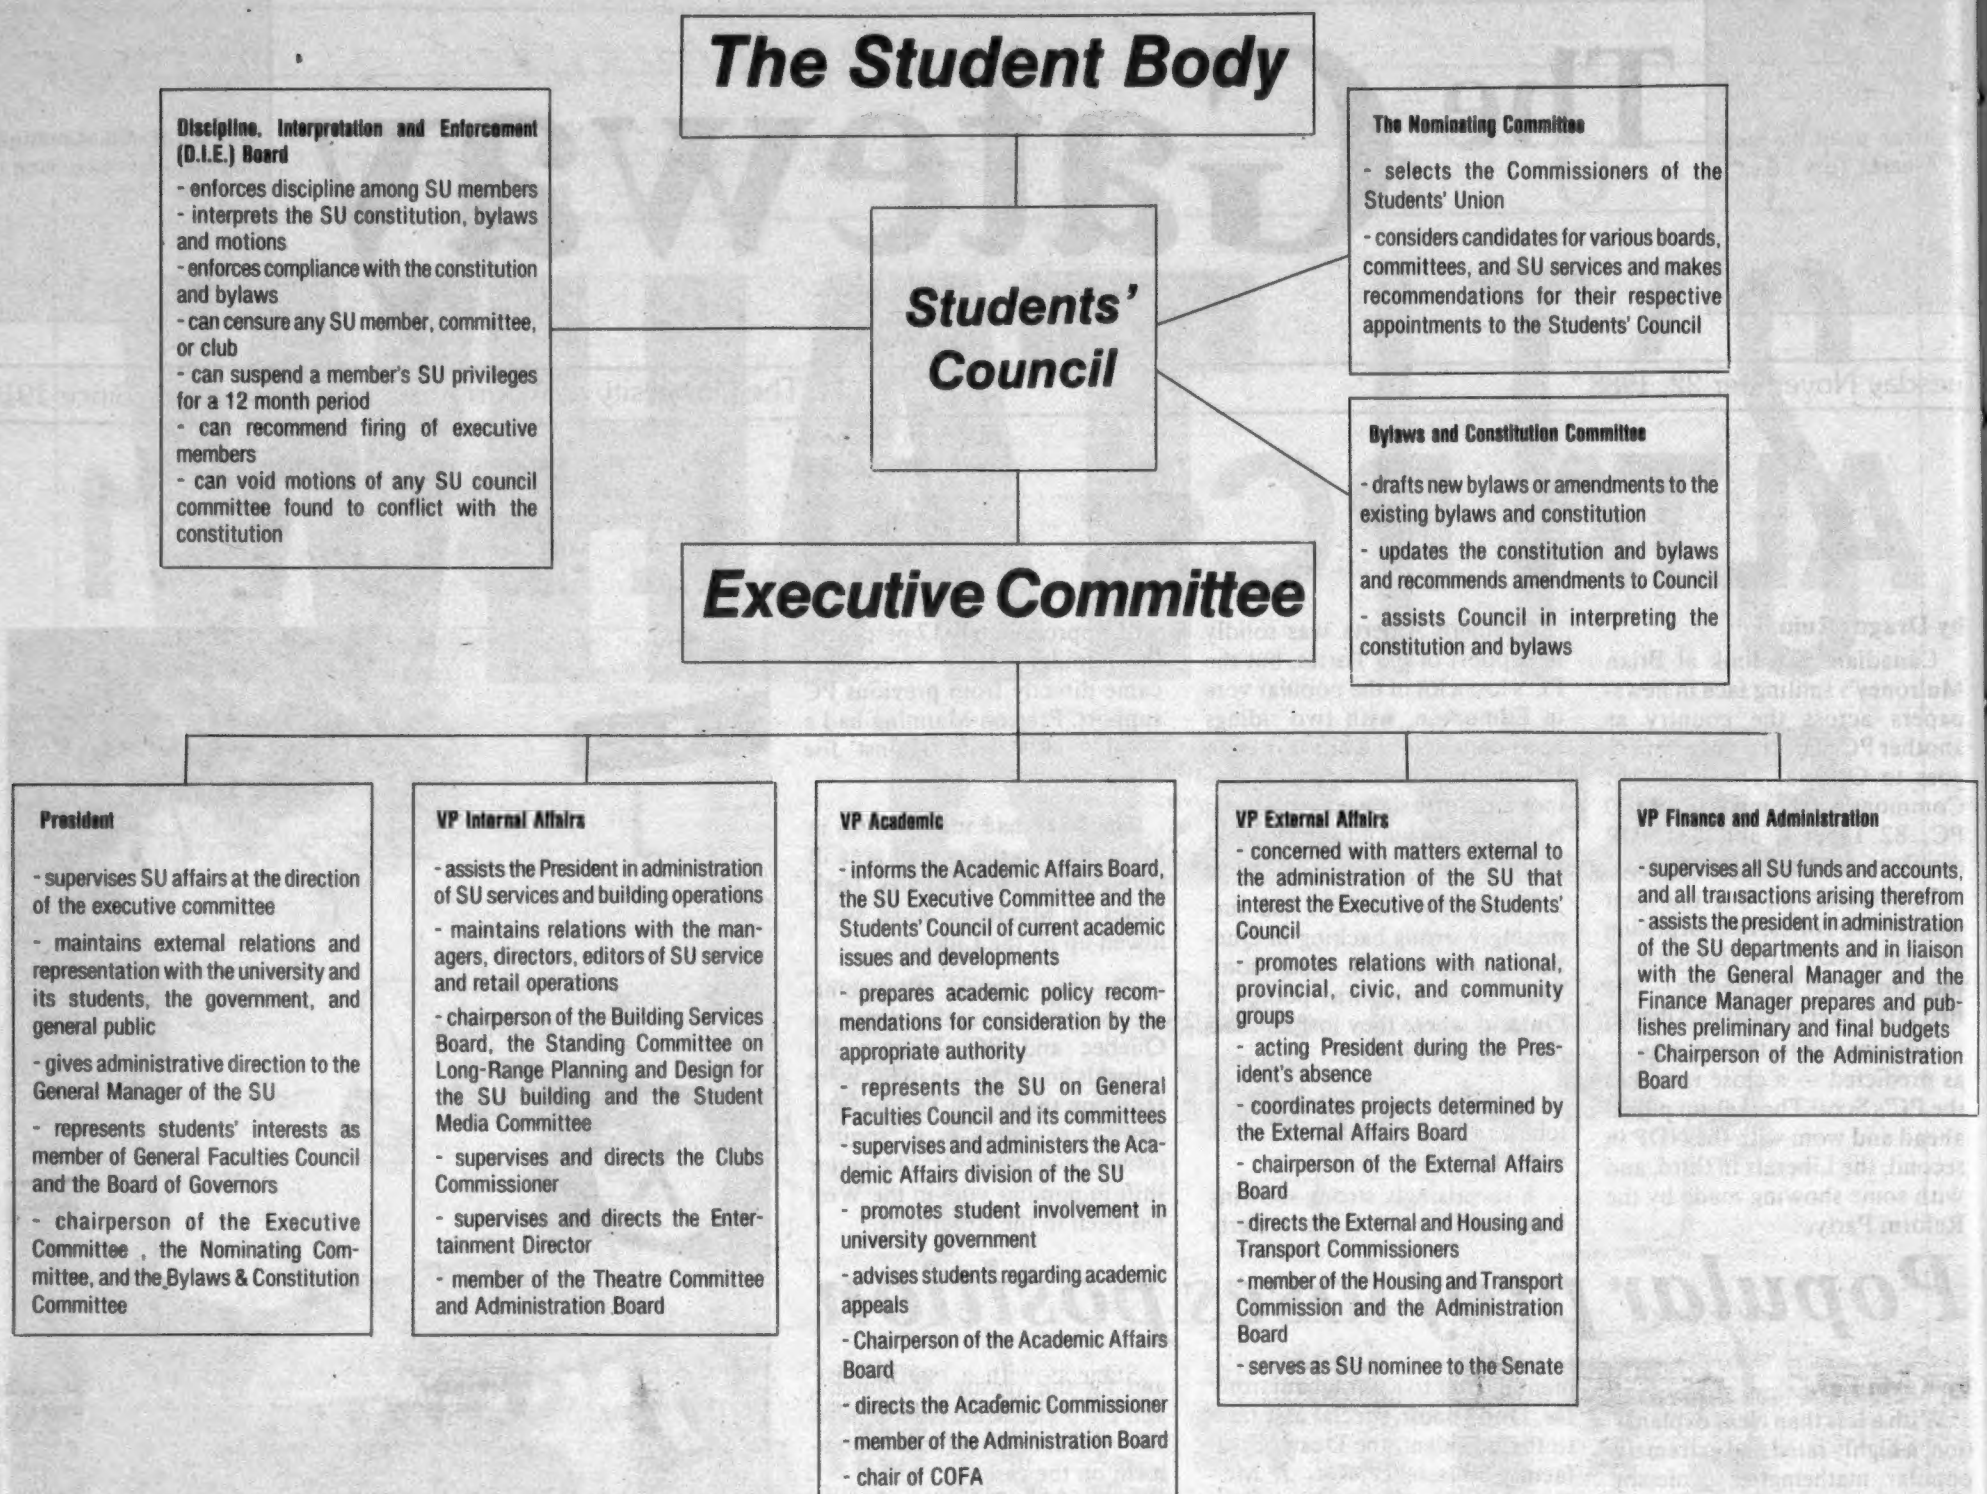 The Student Body
Discipline, Interpretation and Enforcement
(D.I.E.) Board
- enforces discipline among SU members
- interprets the SU constitution, bylaws
and motions
- enforces compliance with the constitution
and bylaws
- can censure any SU member, committee,
or club
- can suspend a member's SU privileges
for a 12 month period
- can recommend firing of executive
members
- can void motions of any SU council
committee found to conflict with the
constitution
Students'
Council
The Nominating Committee
- selects the Commissioners of the
Students' Union
- considers candidates for various boards,
committees, and SU services and makes
recommendations for their respective
appointments to the Students' Council
Bylaws and Constitution Committee
- drafts new bylaws or amendments to the
existing bylaws and constitution
- updates the constitution and bylaws
and recommends amendments to Council
- assists Council in interpreting the
constitution and bylaws
Executive Committee
President
- supervises SU affairs at the direction
of the executive committee
- maintains external relations and
representation with the university and
its students, the government, and
general public
- gives administrative direction to the
General Manager of the SU
- represents students' interests as
member of General Faculties Council
and the Board of Governors
- chairperson of the Executive
Committee , the Nominating Com-
mittee, and the Bylaws & Constitution
Committee
VP Internal Affairs
- assists the President in administration
of SU services and building operations
- maintains relations with the man-
agers, directors, editors of SU service
and retail operations
- chairperson of the Building Services
Board, the Standing Committee on
Long-Range Planning and Design for
the SU building and the Student
Media Committee
- supervises and directs the Clubs
Commissioner
- supervises and directs the Enter-
tainment Director
- member of the Theatre Committee
and Administration Board
VP Academic
- informs the Academic Affairs Board,
the SU Executive Committee and the
Students' Council of current academic
issues and developments
- prepares academic policy recom-
mendations for consideration by the
appropriate authority
- represents the SU on General
Faculties Council and its committees
- supervises and administers the Aca-
demic Affairs division of the SU
- promotes student involvement in
university government
- advises students regarding academic
appeals
- Chairperson of the Academic Affairs
Board
- directs the Academic Commissioner
- member of the Administration Board
- chair of COFA
VP External Affairs
- concerned with matters external to
the administration of the SU that
interest the Executive of the Students'
Council
- promotes relations with national,
provincial, civic, and community
groups
- acting President during the Pres-
ident's absence
- coordinates projects determined by
the External Affairs Board
- chairperson of the External Affairs
Board
- directs the External and Housing and
Transport Commissioners
- member of the Housing and Transport
Commission and the Administration
Board
- serves as SU nominee to the Senate
VP Finance and Administration
- supervises all SU funds and accounts,
and all transactions arising therefrom
- assists the president in administration
of the SU departments and in liaison
with the General Manager and the
Finance Manager prepares and pub-
lishes preliminary and final budgets
- Chairperson of the Administration
Board